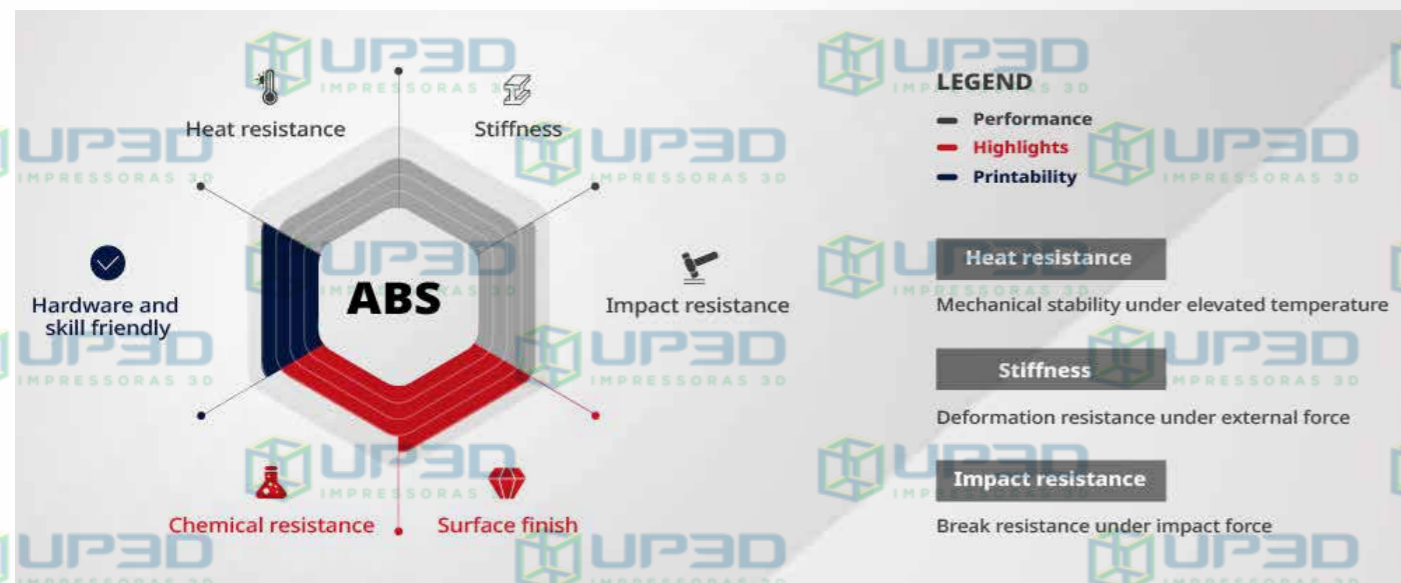 UP3D
IMPRESSORAS 3D
Heat resistance
Stiffness
Hardware and
skill friendly
ABS
Impact resistance
Chemical resistance
Surface finish
LEGEND
Performance
Highlights
Printability
Heat resistance
Mechanical stability under elevated temperature
Stiffness
Deformation resistance under external force
Impact resistance
Break resistance under impact force